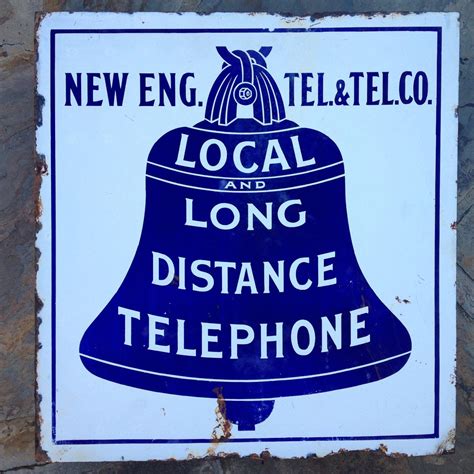 NEW ENG. TEL.&TEL.CO.
LOCAL
AND
LONG
DISTANCE
TELEPHONE